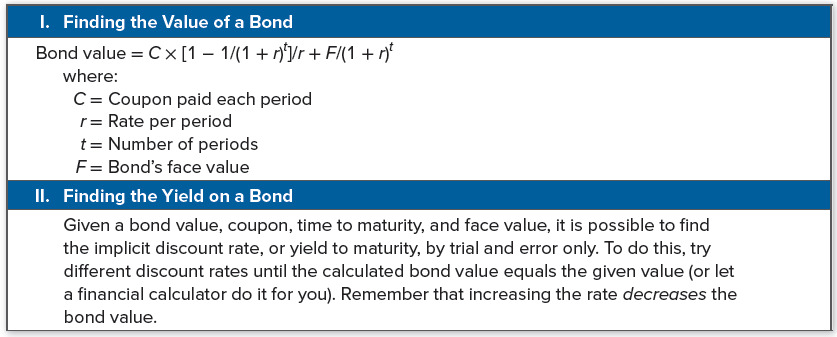 I. Finding the Value of a Bond
Bond value = C × [1 − 1/(1 + r)^t]/r + F/(1 + r)^t
where:
C = Coupon paid each period
r = Rate per period
t = Number of periods
F = Bond’s face value
II. Finding the Yield on a Bond
Given a bond value, coupon, time to maturity, and face value, it is possible to find
the implicit discount rate, or yield to maturity, by trial and error only. To do this, try
different discount rates until the calculated bond value equals the given value (or let
a financial calculator do it for you). Remember that increasing the rate decreases the
bond value.